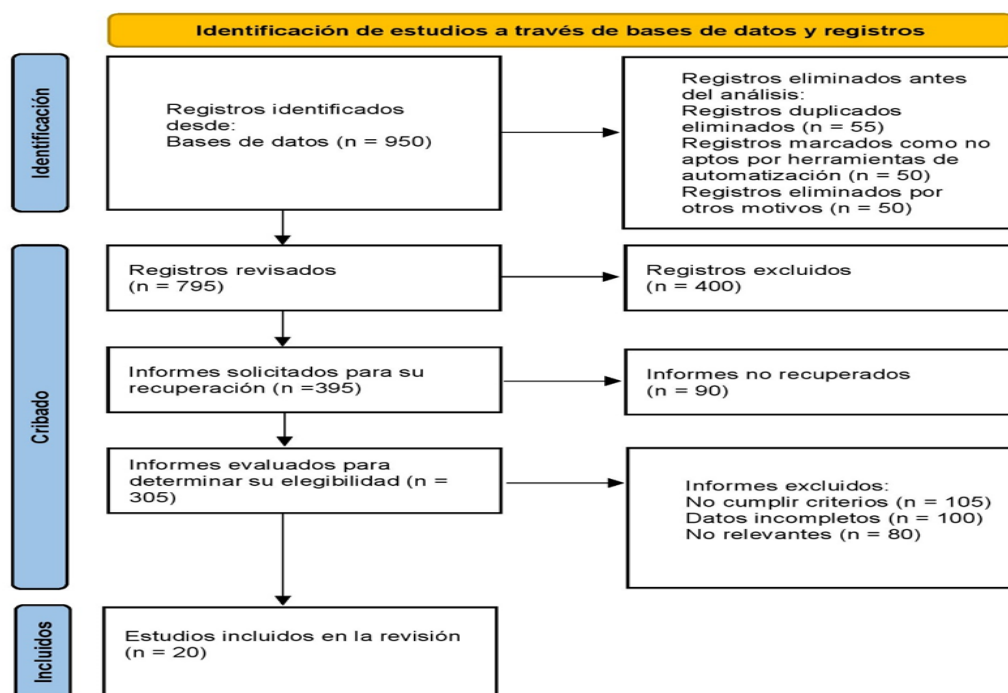 Identificación de estudios a través de bases de datos y registros
Identificación
Registros identificados
desde:
Bases de datos (n = 950)
Registros eliminados antes
del análisis:
Registros duplicados
eliminados (n = 55)
Registros marcados como no
aptos por herramientas de
automatización (n = 50)
Registros eliminados por
otros motivos (n = 50)
Cribado
Registros revisados
(n = 795)
Registros excluidos
(n = 400)
Informes solicitados para su
recuperación (n =395)
Informes no recuperados
(n = 90)
Informes evaluados para
determinar su elegibilidad (n =
305)
Informes excluidos:
No cumplir criterios (n = 105)
Datos incompletos (n = 100)
No relevantes (n = 80)
Incluidos
Estudios incluidos en la revisión
(n = 20)